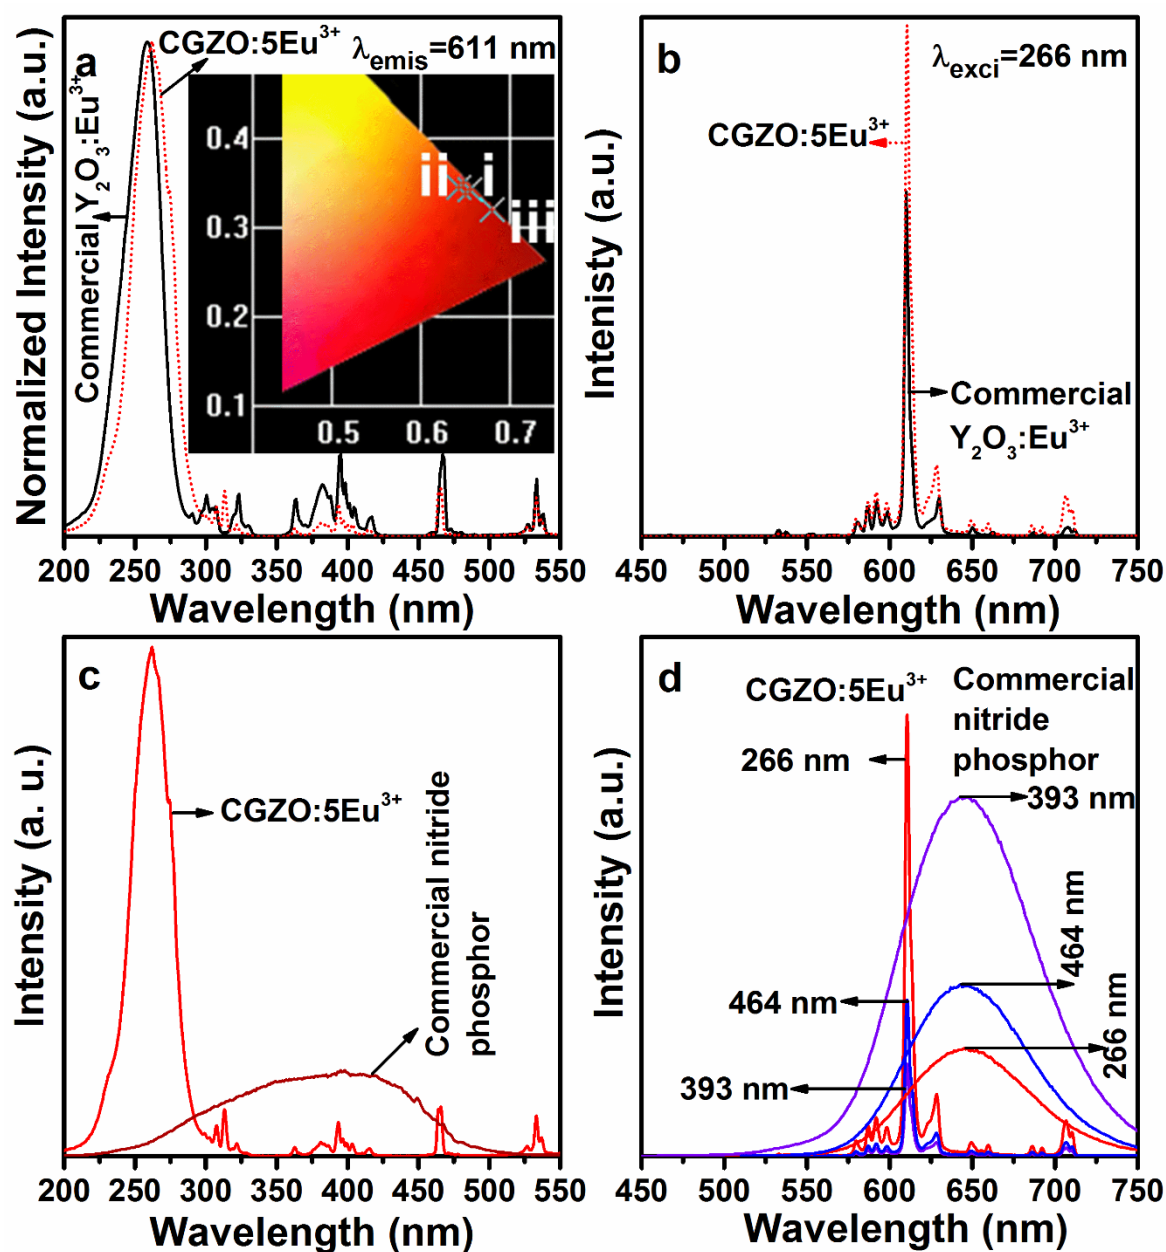 a
CGZO:5Eu³⁺
λemis=611 nm
Commercial Y₂O₃:Eu³⁺
Normalized Intensity (a.u.)
0.4
0.3
0.2
0.1
0.5 0.6 0.7
ii i
iii
200 250 300 350 400 450 500 550
Wavelength (nm)
b
λexci=266 nm
CGZO:5Eu³⁺
Commercial
Y₂O₃:Eu³⁺
Intenisty (a.u.)
450 500 550 600 650 700 750
Wavelength (nm)
c
CGZO:5Eu³⁺
Commercial nitride
phosphor
Intensity (a. u.)
200 250 300 350 400 450 500 550
Wavelength (nm)
d
CGZO:5Eu³⁺
Commercial
nitride
phosphor
266 nm
393 nm
464 nm
464 nm
266 nm
393 nm
Intensity (a.u.)
450 500 550 600 650 700 750
Wavelength (nm)